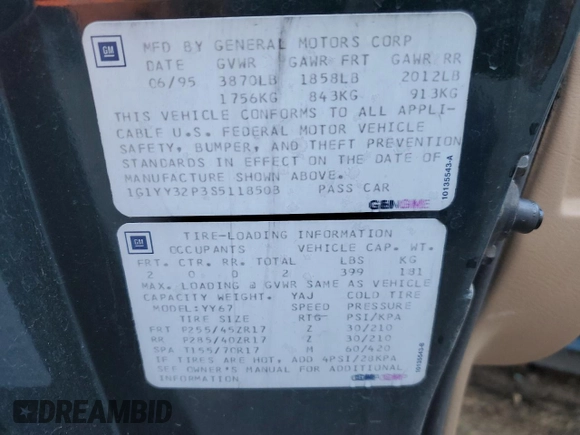 GM
MFD BY GENERAL MOTORS CORP
DATE GVWR GAWR FRT GAWR RR
06/95 3870LB 1858LB 2012LB
1756KG 843KG 913KG
THIS VEHICLE CONFORMS TO ALL APPLI-
CABLE U.S. FEDERAL MOTOR VEHICLE
SAFETY, BUMPER, AND THEFT PREVENTION
STANDARDS IN EFFECT ON THE DATE OF
MANUFACTURE SHOWN ABOVE.
1G1YY32P3S5118508 PASS CAR
10135543-A
GM
TIRE-LOADING INFORMATION
OCCUPANTS VEHICLE CAP. WT.
FRT. CTR. RR. TOTAL LBS KG
2 0 0 2 399 181
MAX. LOADING @ GVWR SAME AS VEHICLE
CAPACITY WEIGHT. YAJ COLD TIRE
MODEL:YY67 SPEED PRESSURE
TIRE SIZE RTG PSI/KPA
FRT P255/45ZR17 Z 30/210
RR P285/40ZR17 Z 30/210
SPA T155/70R17 M 60/420
IF TIRES ARE HOT, ADD 4PSI/28KPA
SEE OWNER'S MANUAL FOR ADDITIONAL
INFORMATION
DREAMBID